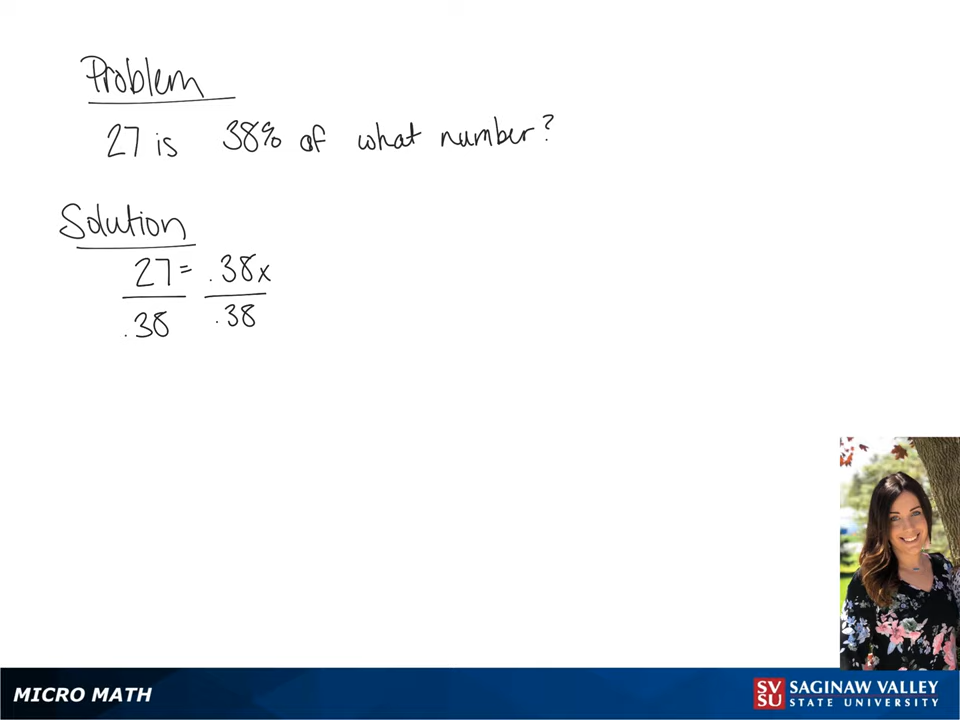 Problem
27 is 38% of what number?
Solution
27 = .38x
.38 .38
MICRO MATH
SV SU SAGINAW VALLEY
STATE UNIVERSITY